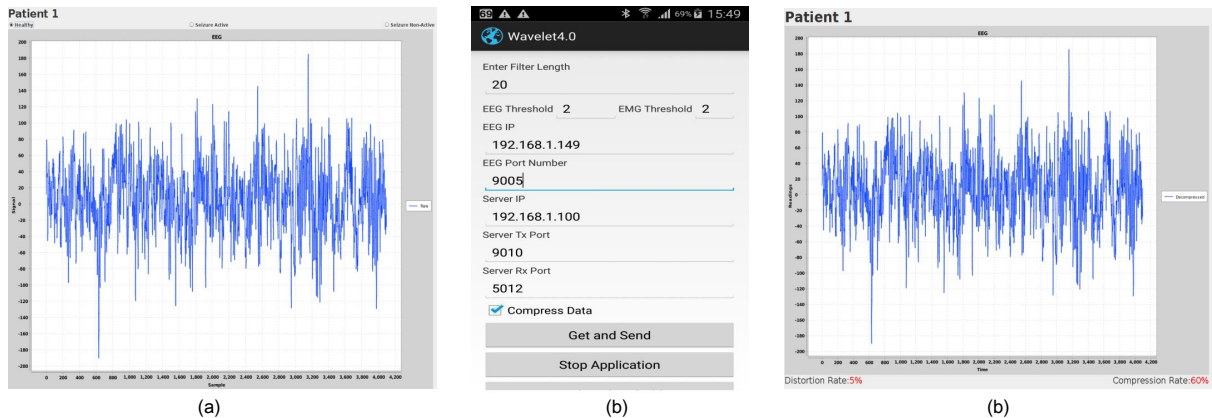 Patient 1
Healthy
Seizure Active
Seizure Non-Active
EEG
200
180
160
140
120
100
80
60
40
20
0
-20
-40
-60
-80
-100
-120
-140
-160
-180
-200
Signal
0 200 400 600 800 1,000 1,200 1,400 1,600 1,800 2,000 2,200 2,400 2,600 2,800 3,000 3,200 3,400 3,600 3,800 4,000 4,200
Sample
Raw
(a)
69 69% 15:49
Wavelet4.0
Enter Filter Length
20
EEG Threshold 2 EMG Threshold 2
EEG IP
192.168.1.149
EEG Port Number
9005
Server IP
192.168.1.100
Server Tx Port
9010
Server Rx Port
5012
Compress Data
Get and Send
Stop Application
(b)
Patient 1
EEG
200
180
160
140
120
100
80
60
40
20
0
-20
-40
-60
-80
-100
-120
-140
-160
-180
-200
Readings
0 200 400 600 800 1,000 1,200 1,400 1,600 1,800 2,000 2,200 2,400 2,600 2,800 3,000 3,200 3,400 3,600 3,800 4,000 4,200
Time
Decompressed
Distortion Rate:5% Compression Rate:60%
(b)